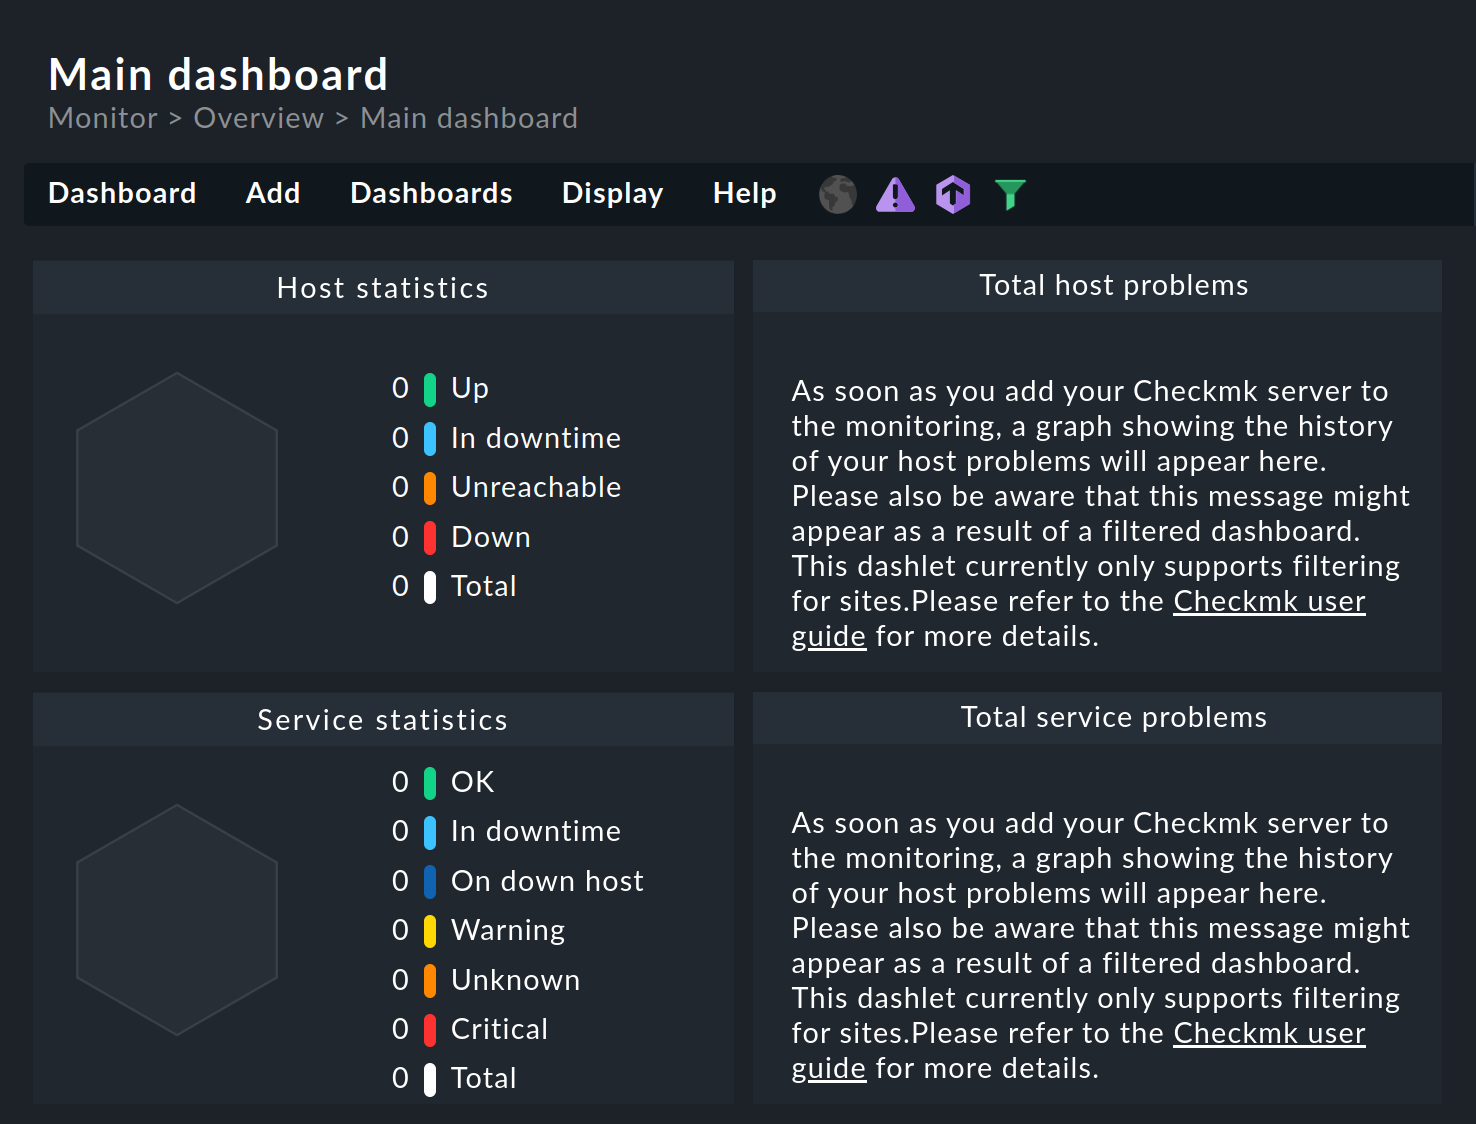 Main dashboard
Monitor > Overview > Main dashboard
Dashboard Add Dashboards Display Help
Host statistics
0 Up
0 In downtime
0 Unreachable
0 Down
0 Total
Total host problems
As soon as you add your Checkmk server to
the monitoring, a graph showing the history
of your host problems will appear here.
Please also be aware that this message might
appear as a result of a filtered dashboard.
This dashlet currently only supports filtering
for sites.Please refer to the Checkmk user
guide for more details.
Service statistics
0 OK
0 In downtime
0 On down host
0 Warning
0 Unknown
0 Critical
0 Total
Total service problems
As soon as you add your Checkmk server to
the monitoring, a graph showing the history
of your host problems will appear here.
Please also be aware that this message might
appear as a result of a filtered dashboard.
This dashlet currently only supports filtering
for sites.Please refer to the Checkmk user
guide for more details.